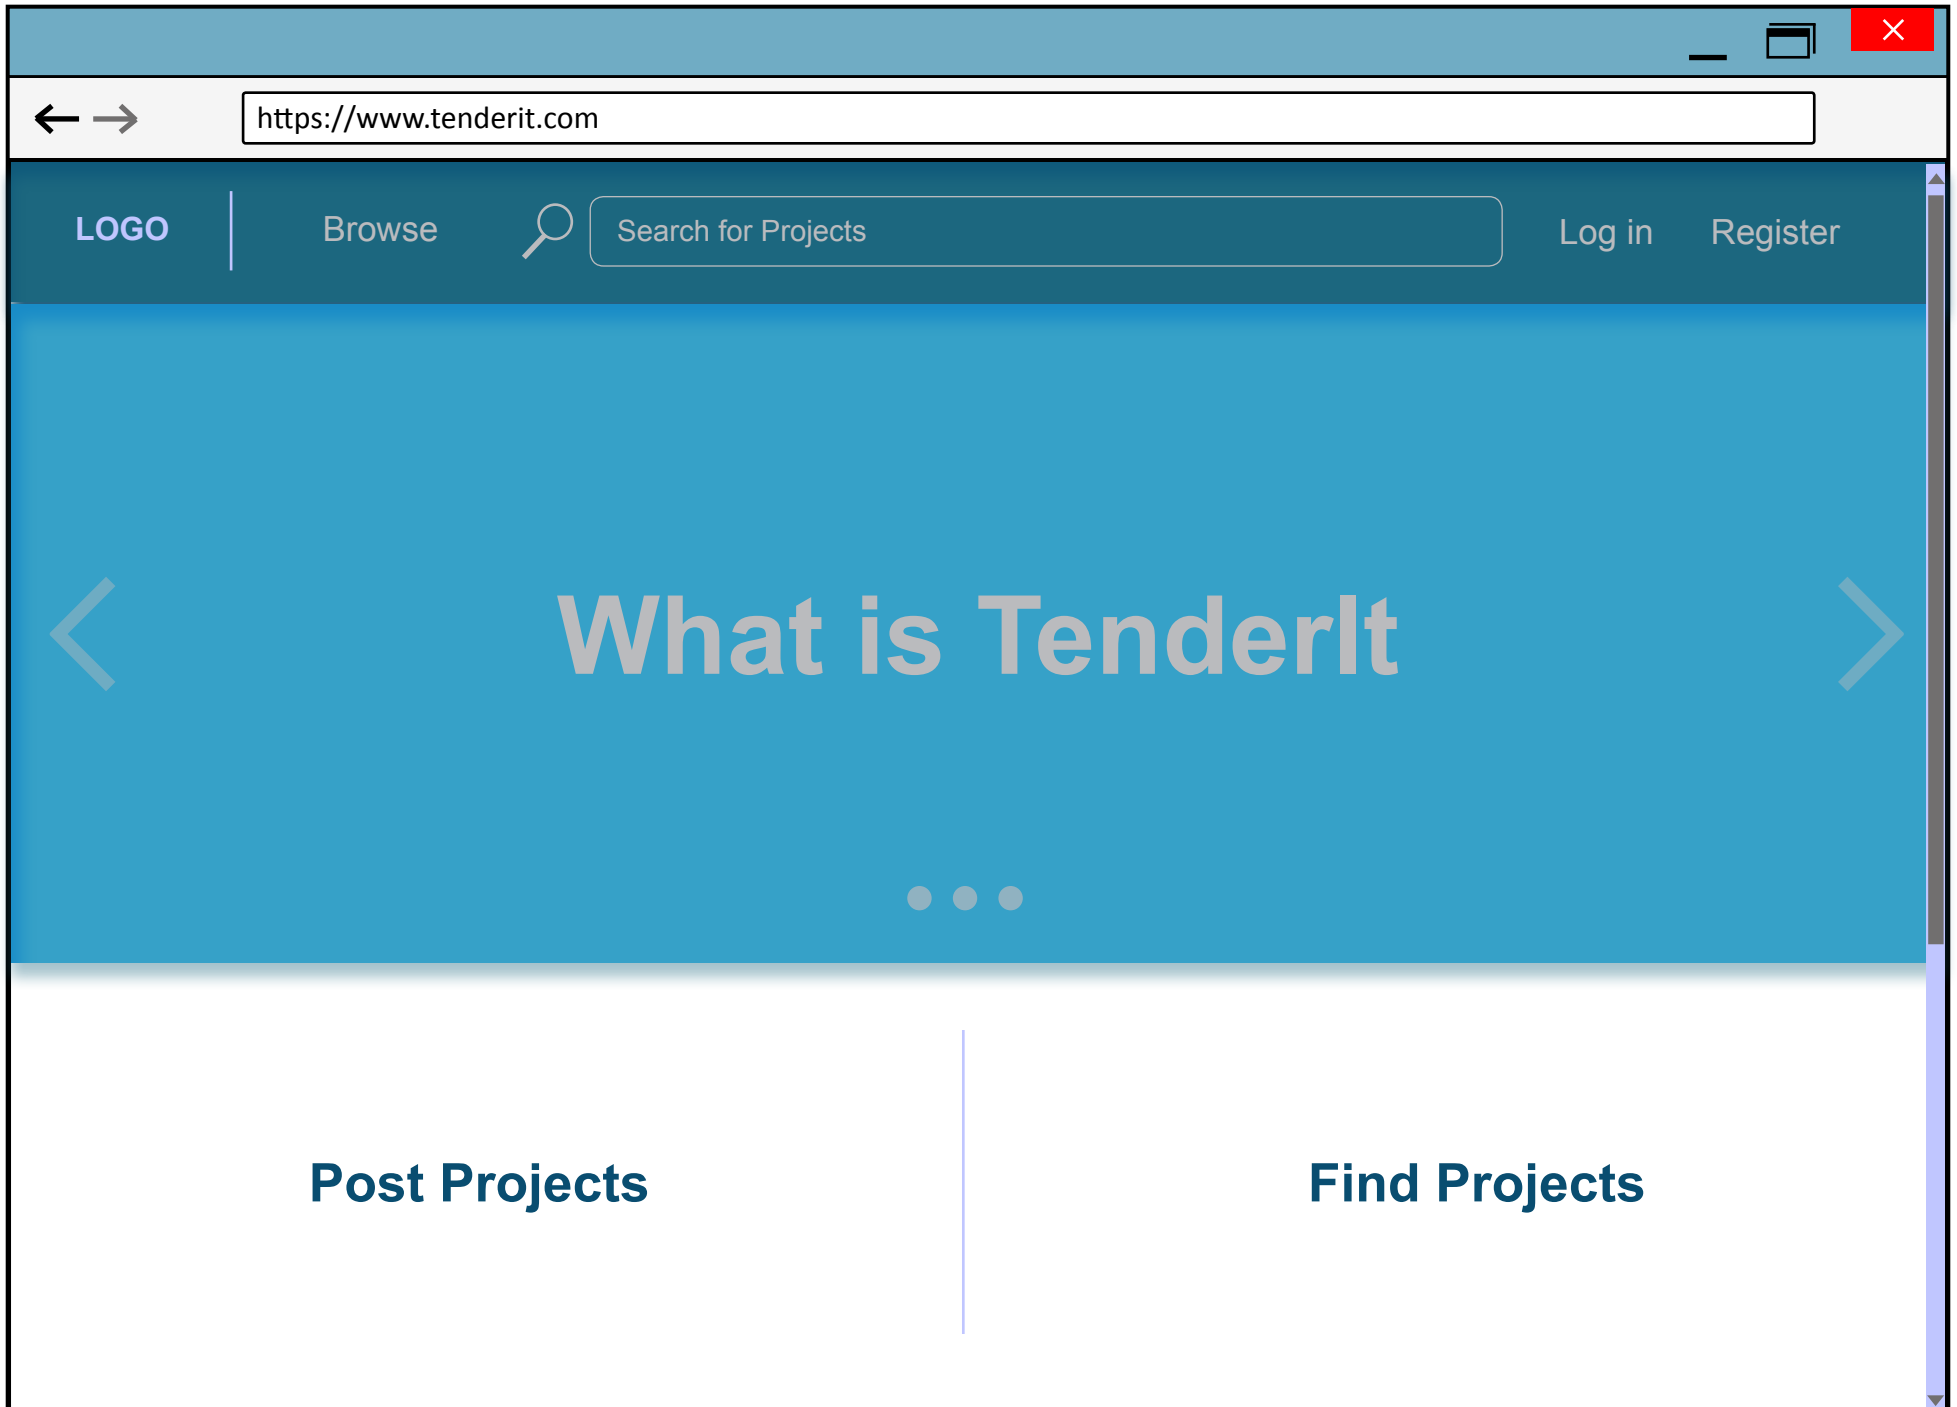 https://www.tenderit.com
LOGO
Browse
Search for Projects
Log in
Register
What is TenderIt
Post Projects
Find Projects